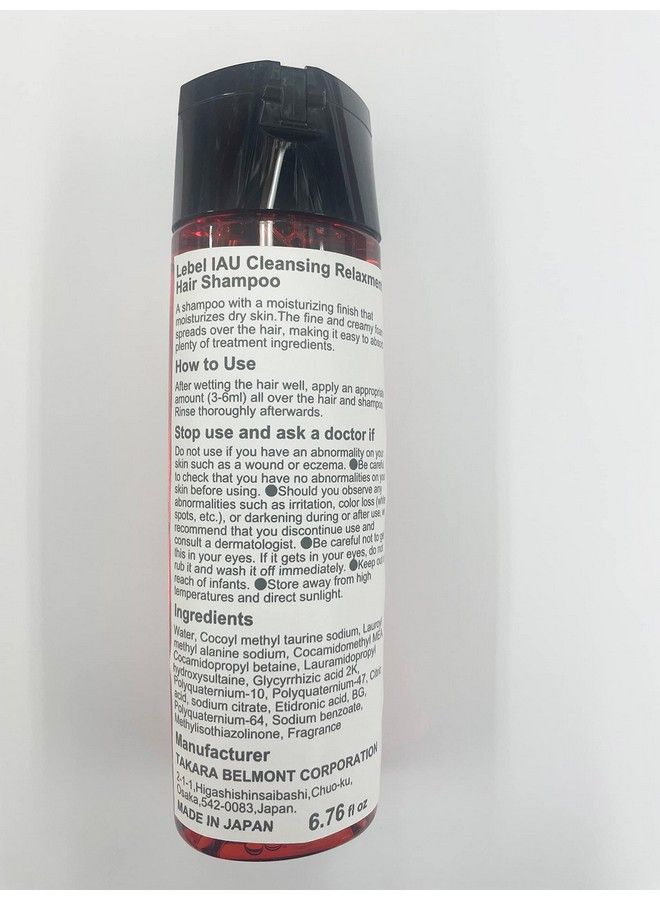 Lebel IAU Cleansing Relaxmen
Hair Shampoo
A shampoo with a moisturizing finish that
moisturizes dry skin.The fine and creamy foa
spreads over the hair, making it easy to absor
plenty of treatment ingredients.
How to Use
After wetting the hair well, apply an appropria
amount (3-6ml) all over the hair and shampoo
Rinse thoroughly afterwards.
Stop use and ask a doctor if
Do not use if you have an abnormality on your
skin such as a wound or eczema. ●Be careful
to check that you have no abnormalities on you
skin before using. ●Should you observe any
abnormalities such as irritation, color loss (white
spots, etc.), or darkening during or after use, w
recommend that you discontinue use and
consult a dermatologist. ●Be careful not to ge
this in your eyes. If it gets in your eyes, do not
rub it and wash it off immediately. ●Keep out
reach of infants. ●Store away from high
temperatures and direct sunlight.
Ingredients
Water, Cocoyl methyl taurine sodium, Lauroyl
methyl alanine sodium, Cocamidomethyl MEA,
Cocamidopropyl betaine, Lauramidopropyl
hydroxysultaine, Glycyrrhizic acid 2K,
Polyquaternium-10, Polyquaternium-47, Citric
acid, sodium citrate, Etidronic acid, BG,
Polyquaternium-64, Sodium benzoate,
Methylisothiazolinone, Fragrance
Manufacturer
TAKARA BELMONT CORPORATION
2-1-1,Higashishinsaibashi,Chuo-ku,
Osaka,542-0083,Japan.
MADE IN JAPAN 6.76 fl oz